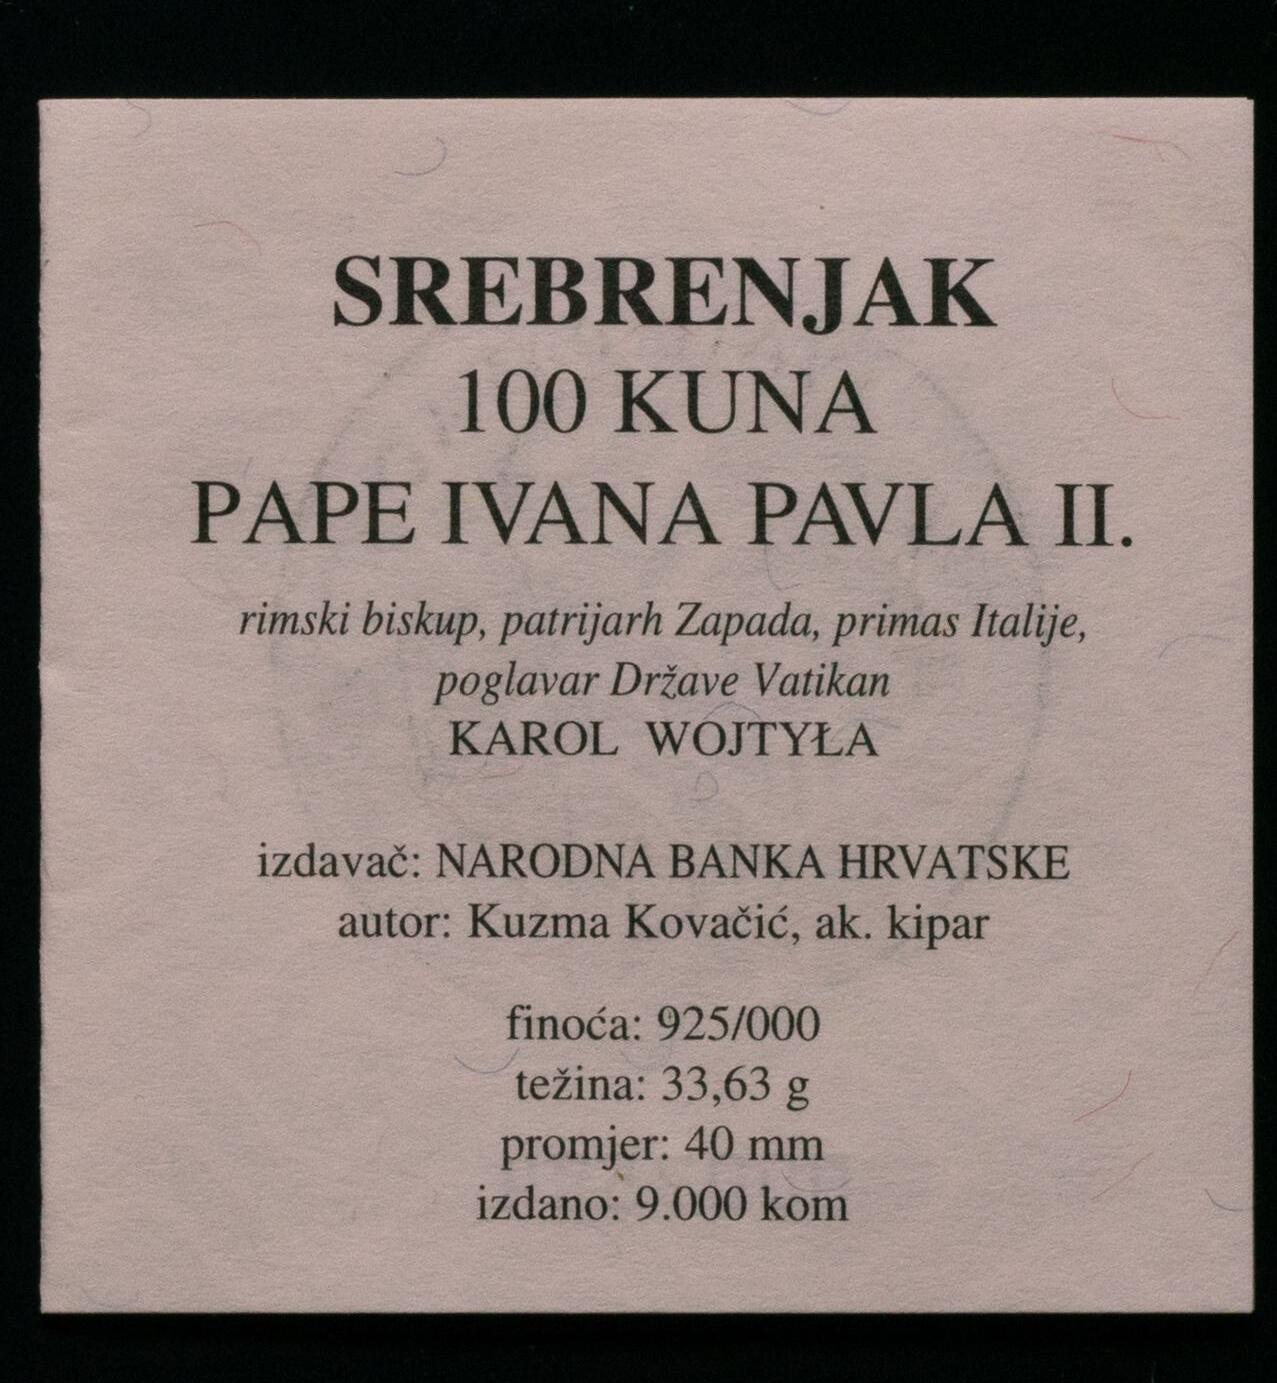 SREBRENJAK
100 KUNA
PAPE IVANA PAVLA II.
rimski biskup, patrijarh Zapada, primas Italije,
poglavar Države Vatikan
KAROL WOJTYŁA
izdavač: NARODNA BANKA HRVATSKE
autor: Kuzma Kovačić, ak. kipar
finoća: 925/000
težina: 33,63 g
promjer: 40 mm
izdano: 9.000 kom